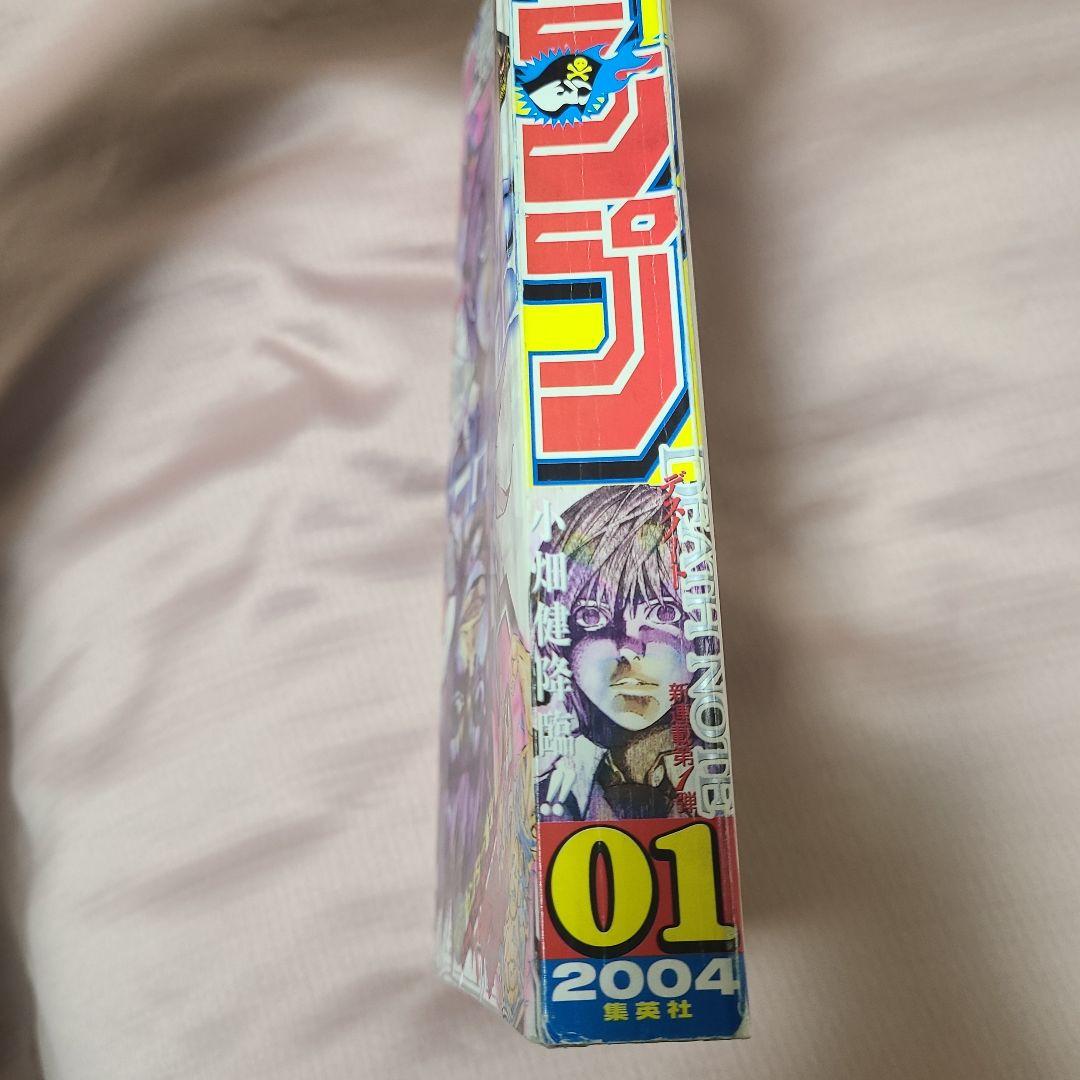 ャンプ
DEATH NOTE
デスノート
新連載第1弾
小畑健降臨!!
01
2004
集英社